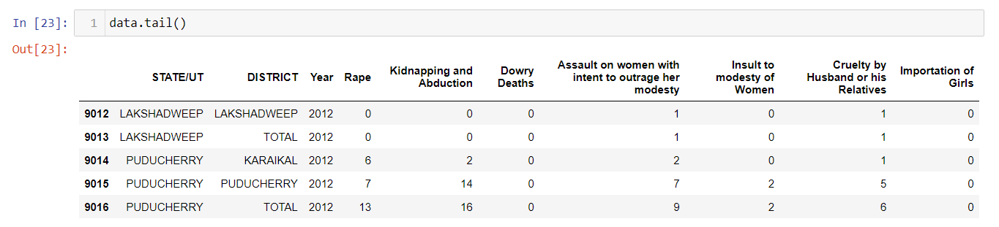 In [23]: 1 data.tail()
Out[23]:
STATE/UT DISTRICT Year Rape Kidnapping and Abduction Dowry Deaths Assault on women with intent to outrage her modesty Insult to modesty of Women Cruelty by Husband or his Relatives Importation of Girls
9012 LAKSHADWEEP LAKSHADWEEP 2012 0 0 0 1 0 1 0
9013 LAKSHADWEEP TOTAL 2012 0 0 0 1 0 1 0
9014 PUDUCHERRY KARAIKAL 2012 6 2 0 2 0 1 0
9015 PUDUCHERRY PUDUCHERRY 2012 7 14 0 7 2 5 0
9016 PUDUCHERRY TOTAL 2012 13 16 0 9 2 6 0